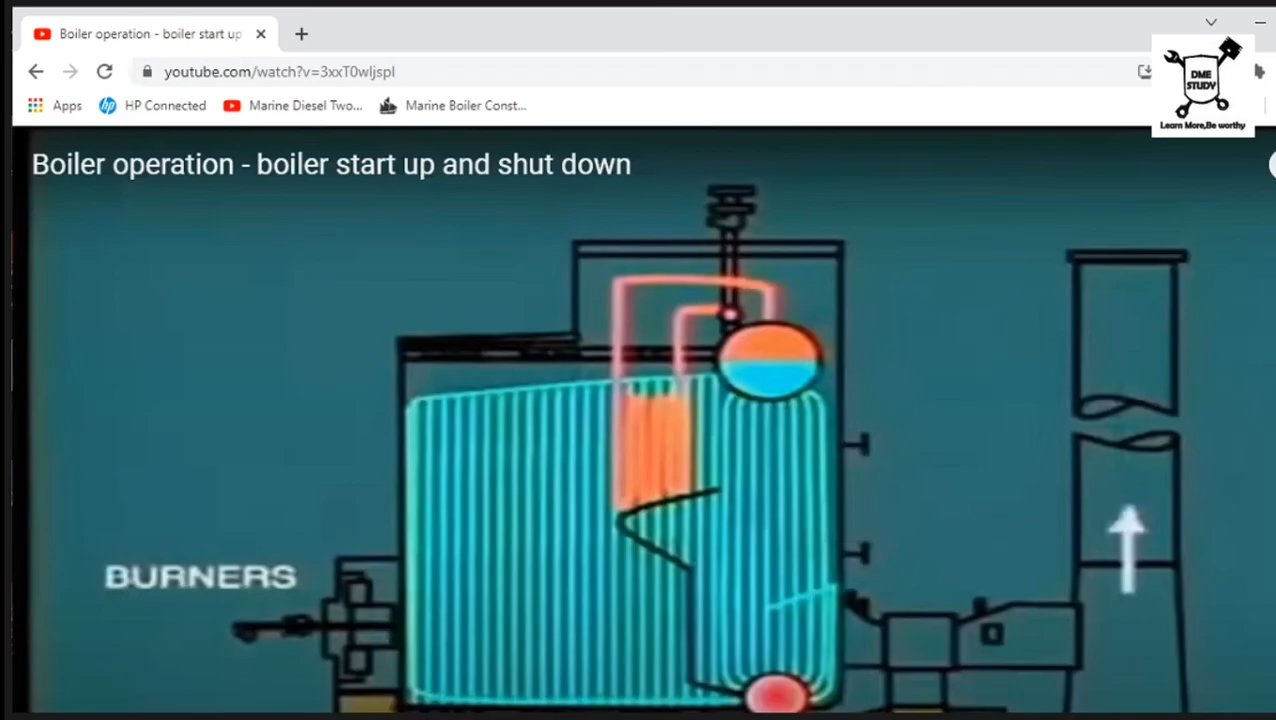 Boiler operation - boiler start up
youtube.com/watch?v=3xxT0wljspI
Apps
HP Connected
Marine Diesel Two...
Marine Boiler Const...
DME
STUDY
Learn More,Be worthy
Boiler operation - boiler start up and shut down
BURNERS